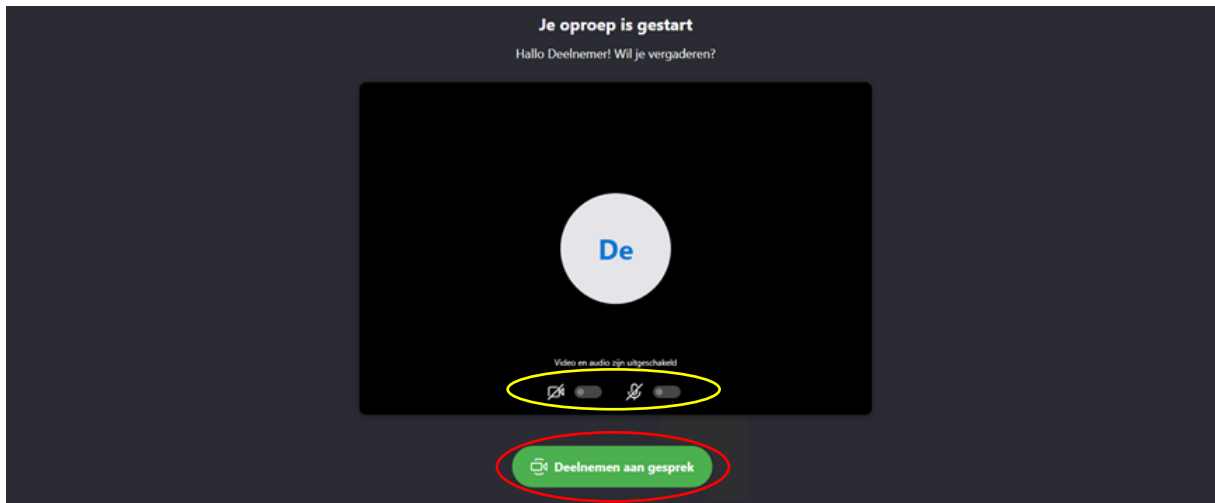 Je oproep is gestart
Hallo Deelnemer! Wil je vergaderen?
De
Video en audio zijn uitgeschakeld
Deelnemen aan gesprek